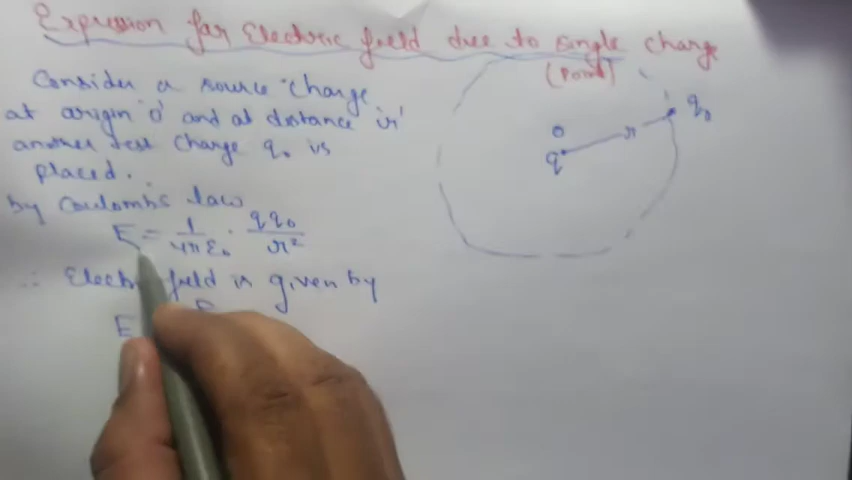 Expression for Electric field due to single charge
(Point)
Consider a source charge
at origin 'o' and at distance 'r'
another test charge q₀ is
placed.
by Coulomb's law
F = 1/4πε₀ · qq₀/r²
∴ Electric field is given by
E
F
o
q
r
q₀